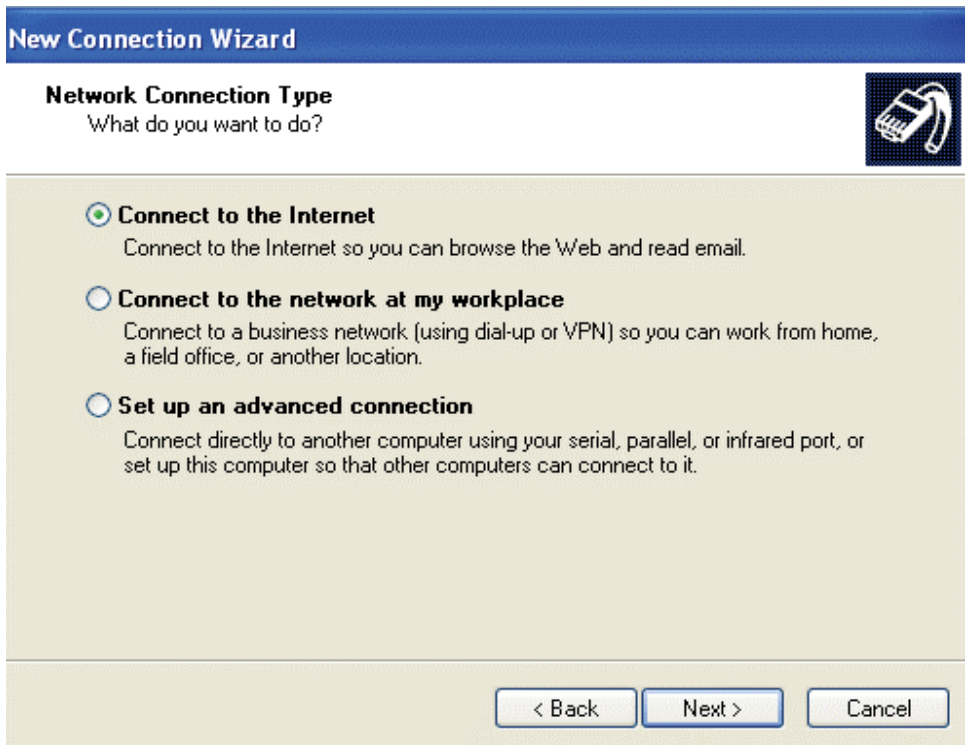 New Connection Wizard
Network Connection Type
What do you want to do?
Connect to the Internet
Connect to the Internet so you can browse the Web and read email.
Connect to the network at my workplace
Connect to a business network (using dial-up or VPN) so you can work from home,
a field office, or another location.
Set up an advanced connection
Connect directly to another computer using your serial, parallel, or infrared port, or
set up this computer so that other computers can connect to it.
< Back Next > Cancel